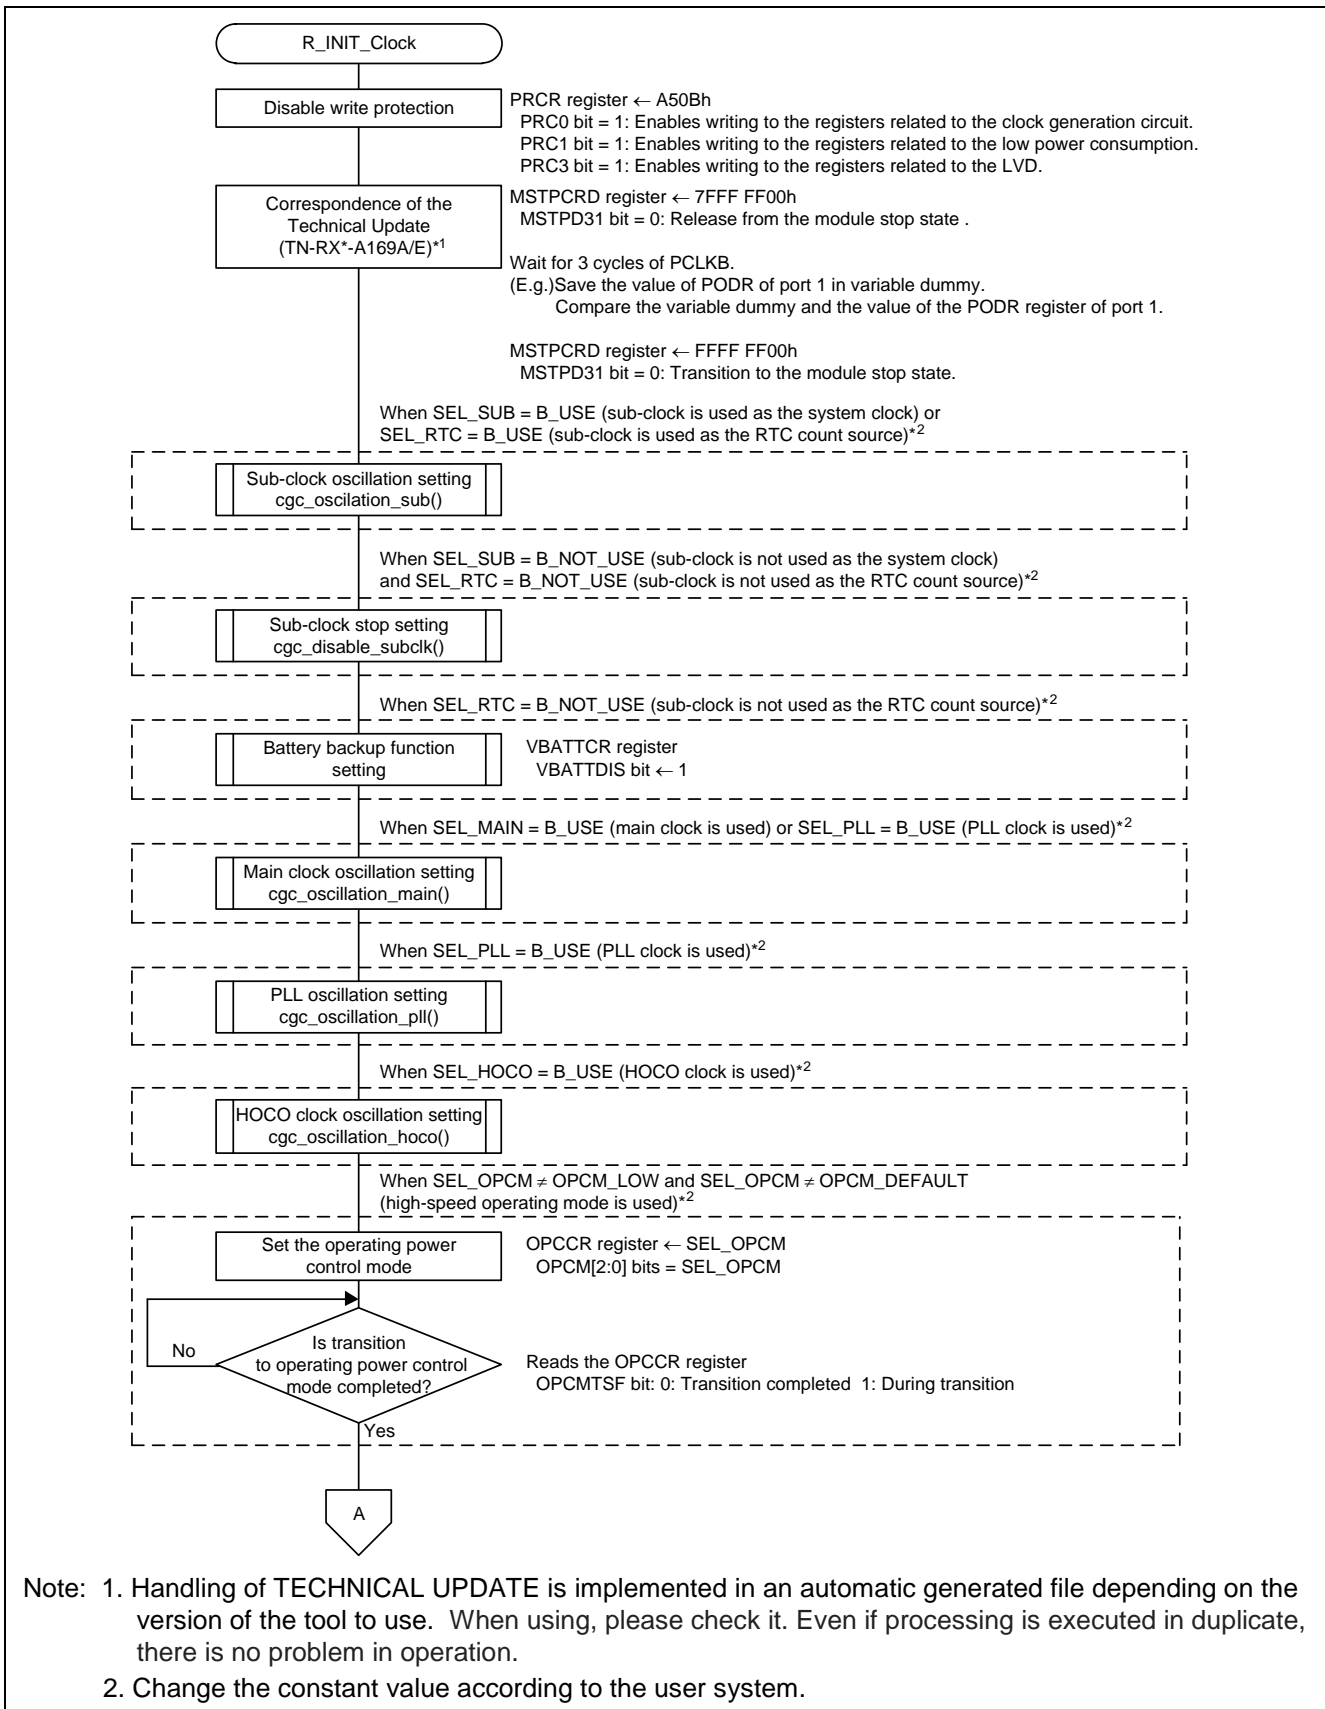 R_INIT_Clock
Disable write protection
PRCR register ← A50Bh
PRC0 bit = 1: Enables writing to the registers related to the clock generation circuit.
PRC1 bit = 1: Enables writing to the registers related to the low power consumption.
PRC3 bit = 1: Enables writing to the registers related to the LVD.
Correspondence of the
Technical Update
(TN-RX*-A169A/E)*1
MSTPCRD register ← 7FFF FF00h
MSTPD31 bit = 0: Release from the module stop state .
Wait for 3 cycles of PCLKB.
(E.g.)Save the value of PODR of port 1 in variable dummy.
Compare the variable dummy and the value of the PODR register of port 1.
MSTPCRD register ← FFFF FF00h
MSTPD31 bit = 0: Transition to the module stop state.
When SEL_SUB = B_USE (sub-clock is used as the system clock) or
SEL_RTC = B_USE (sub-clock is used as the RTC count source)*2
Sub-clock oscillation setting
cgc_oscilation_sub()
When SEL_SUB = B_NOT_USE (sub-clock is not used as the system clock)
and SEL_RTC = B_NOT_USE (sub-clock is not used as the RTC count source)*2
Sub-clock stop setting
cgc_disable_subclk()
When SEL_RTC = B_NOT_USE (sub-clock is not used as the RTC count source)*2
Battery backup function
setting
VBATTCR register
VBATTDIS bit ← 1
When SEL_MAIN = B_USE (main clock is used) or SEL_PLL = B_USE (PLL clock is used)*2
Main clock oscillation setting
cgc_oscillation_main()
When SEL_PLL = B_USE (PLL clock is used)*2
PLL oscillation setting
cgc_oscillation_pll()
When SEL_HOCO = B_USE (HOCO clock is used)*2
HOCO clock oscillation setting
cgc_oscillation_hoco()
When SEL_OPCM ≠ OPCM_LOW and SEL_OPCM ≠ OPCM_DEFAULT
(high-speed operating mode is used)*2
Set the operating power
control mode
OPCCR register ← SEL_OPCM
OPCM[2:0] bits = SEL_OPCM
No
Is transition
to operating power control
mode completed?
Reads the OPCCR register
OPCMTSF bit: 0: Transition completed 1: During transition
Yes
A
Note: 1. Handling of TECHNICAL UPDATE is implemented in an automatic generated file depending on the
version of the tool to use. When using, please check it. Even if processing is executed in duplicate,
there is no problem in operation.
2. Change the constant value according to the user system.